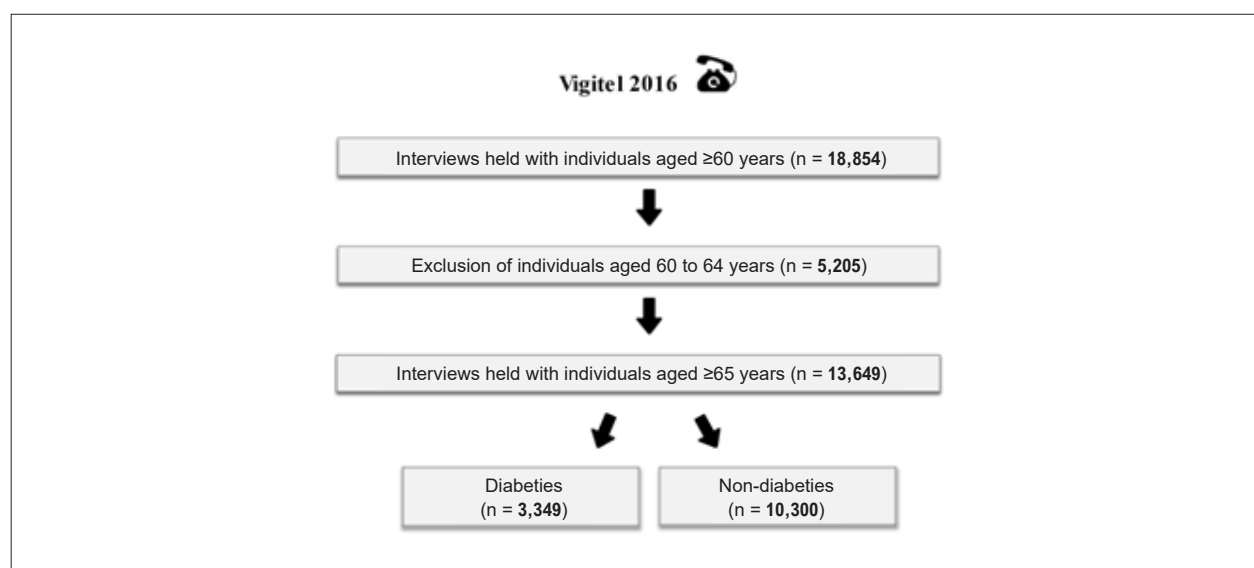 Vigitel 2016
Interviews held with individuals aged ≥60 years (n = 18,854)
Exclusion of individuals aged 60 to 64 years (n = 5,205)
Interviews held with individuals aged ≥65 years (n = 13,649)
Diabeties
(n = 3,349)
Non-diabeties
(n = 10,300)